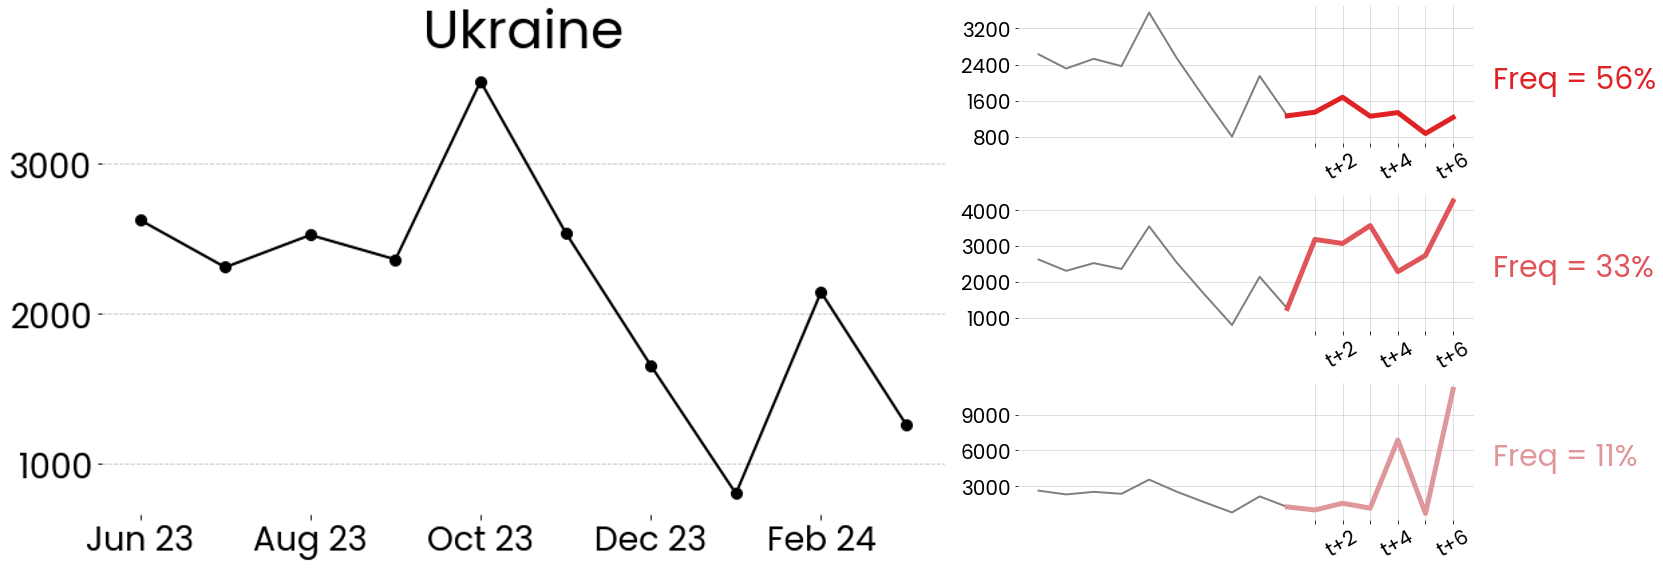 Ukraine
3000
2000
1000
Jun 23
Aug 23
Oct 23
Dec 23
Feb 24
3200
2400
1600
800
t+2
t+4
t+6
Freq = 56%
4000
3000
2000
1000
t+2
t+4
t+6
Freq = 33%
9000
6000
3000
t+2
t+4
t+6
Freq = 11%